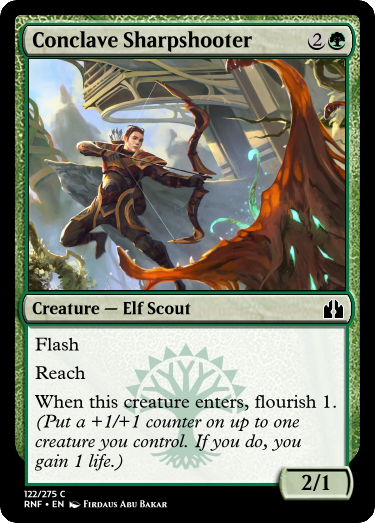 Conclave Sharpshooter 2
Creature — Elf Scout
Flash
Reach
When this creature enters, flourish 1.
(Put a +1/+1 counter on up to one
creature you control. If you do, you
gain 1 life.)
2/1
122/275 C
RNF • EN Firdaus Abu Bakar